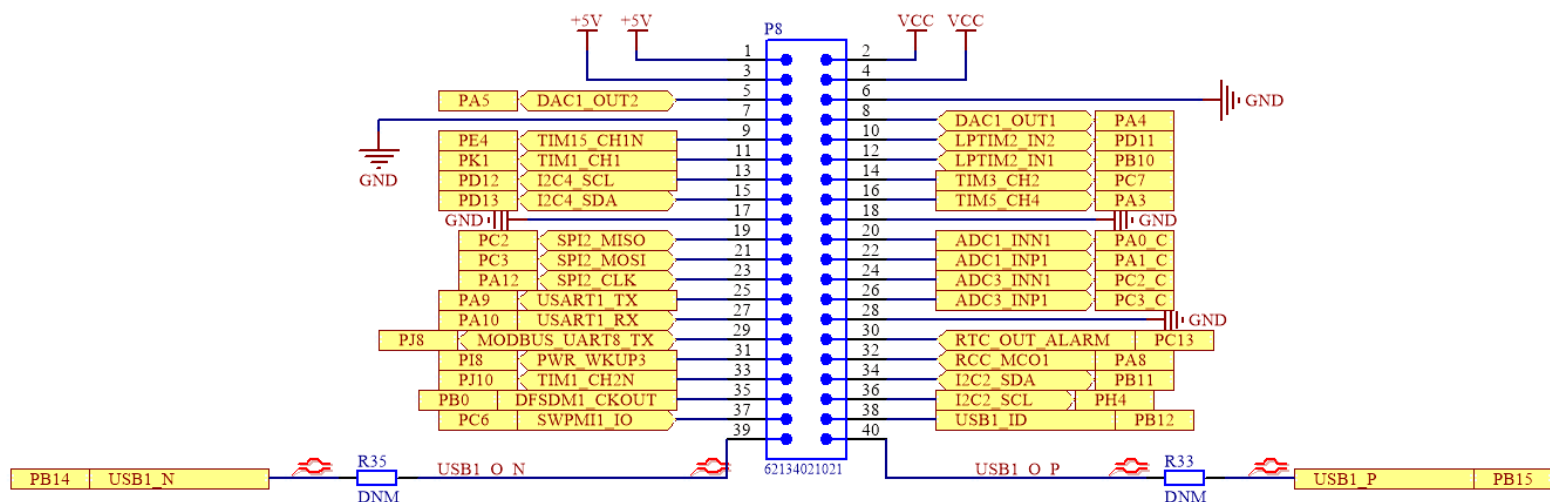 +5V +5V VCC VCC
P8
1 2
3 4
PA5 DAC1_OUT2 5 6 GND
7 8 DAC1_OUT1 PA4
PE4 TIM15_CH1N 9 10 LPTIM2_IN2 PD11
PK1 TIM1_CH1 11 12 LPTIM2_IN1 PB10
GND PD12 I2C4_SCL 13 14 TIM3_CH2 PC7
PD13 I2C4_SDA 15 16 TIM5_CH4 PA3
GND 17 18 GND
PC2 SPI2_MISO 19 20 ADC1_INN1 PA0_C
PC3 SPI2_MOSI 21 22 ADC1_INP1 PA1_C
PA12 SPI2_CLK 23 24 ADC3_INN1 PC2_C
PA9 USART1_TX 25 26 ADC3_INP1 PC3_C
PA10 USART1_RX 27 28 GND
PJ8 MODBUS_UART8_TX 29 30 RTC_OUT_ALARM PC13
PI8 PWR_WKUP3 31 32 RCC_MCO1 PA8
PJ10 TIM1_CH2N 33 34 I2C2_SDA PB11
PB0 DFSDM1_CKOUT 35 36 I2C2_SCL PH4
PC6 SWPMI1_IO 37 38 USB1_ID PB12
39 40
R35 USB1_O_N 62134021021 USB1_O_P R33
PB14 USB1_N USB1_P PB15
DNM DNM